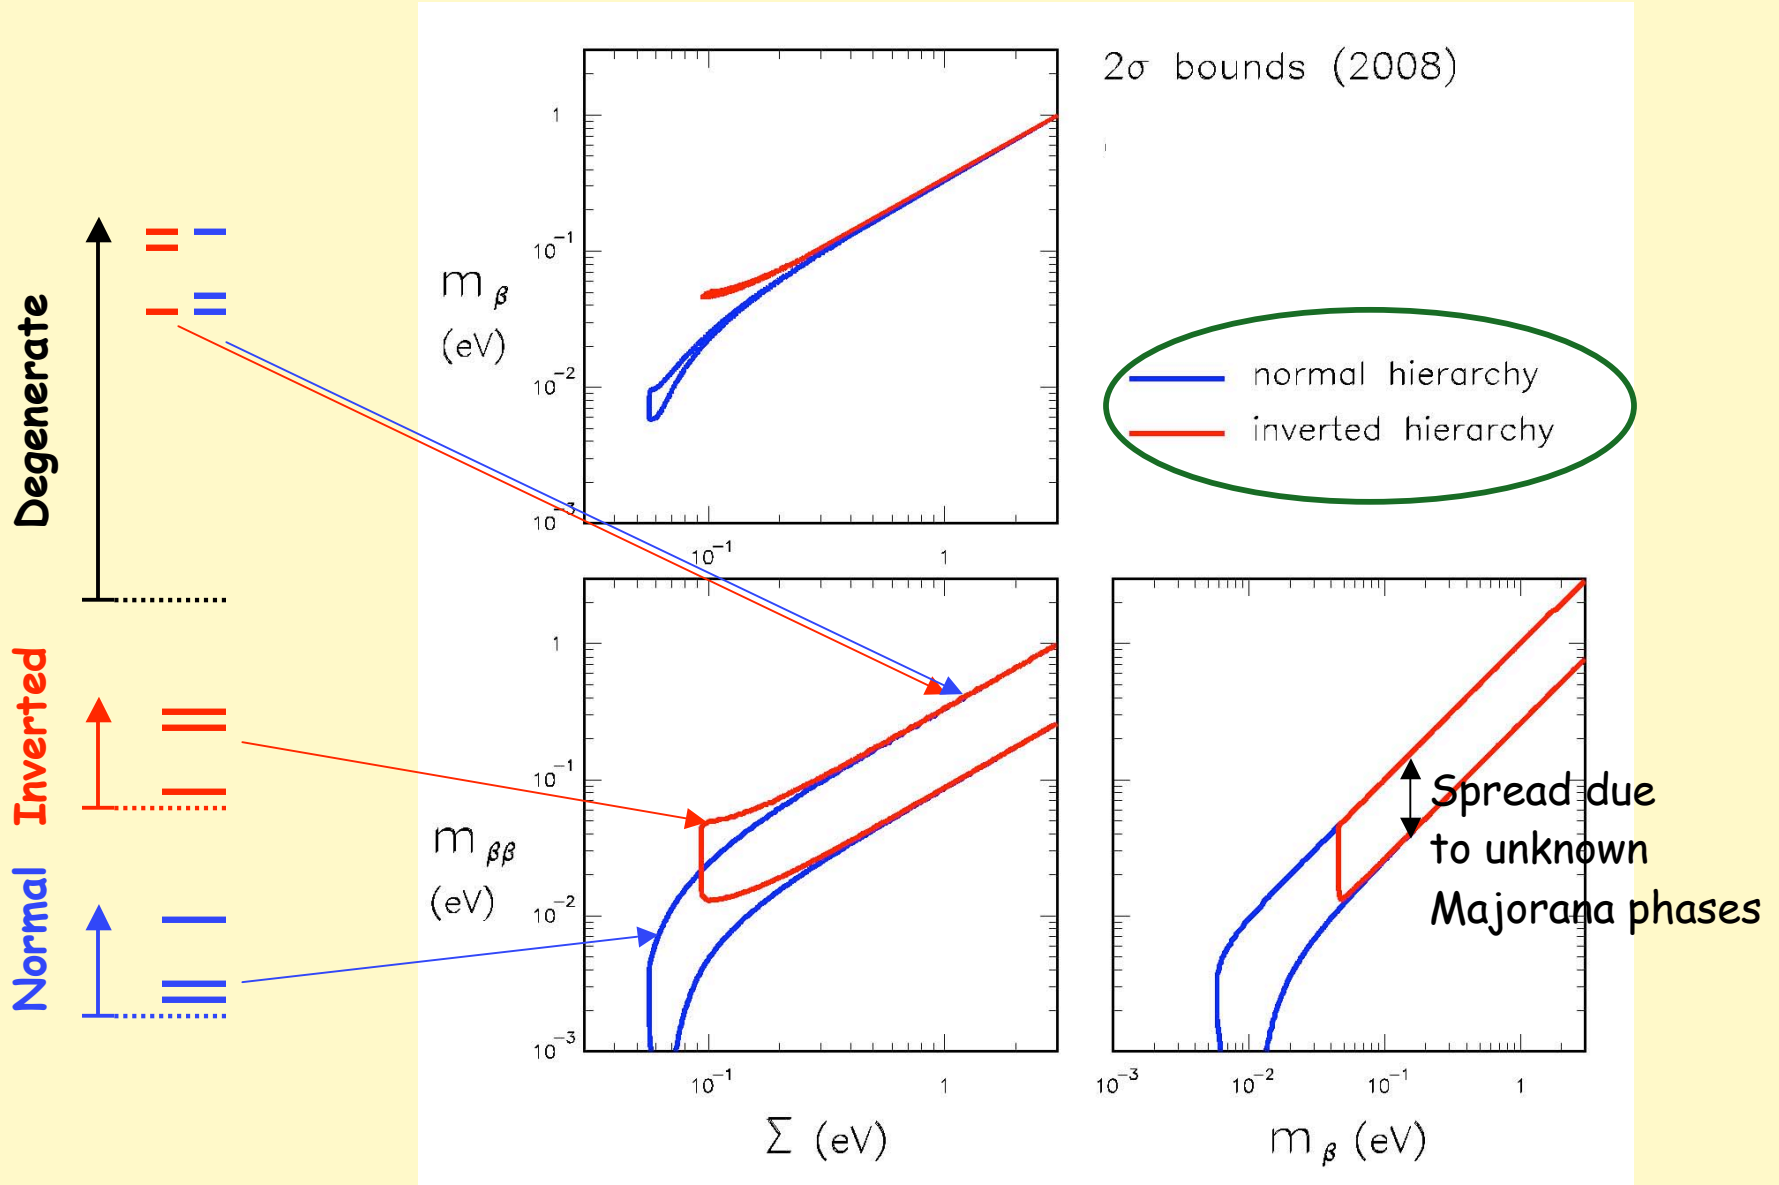 2σ bounds (2008)
1
10⁻¹
m β
(eV)
10⁻²
10⁻³
10⁻¹ 1
normal hierarchy
inverted hierarchy
Degenerate
Inverted
Normal
1
10⁻¹
m ββ
(eV)
10⁻²
10⁻³
10⁻¹ 1
Σ (eV)
Spread due
to unknown
Majorana phases
10⁻³ 10⁻² 10⁻¹ 1
m β (eV)